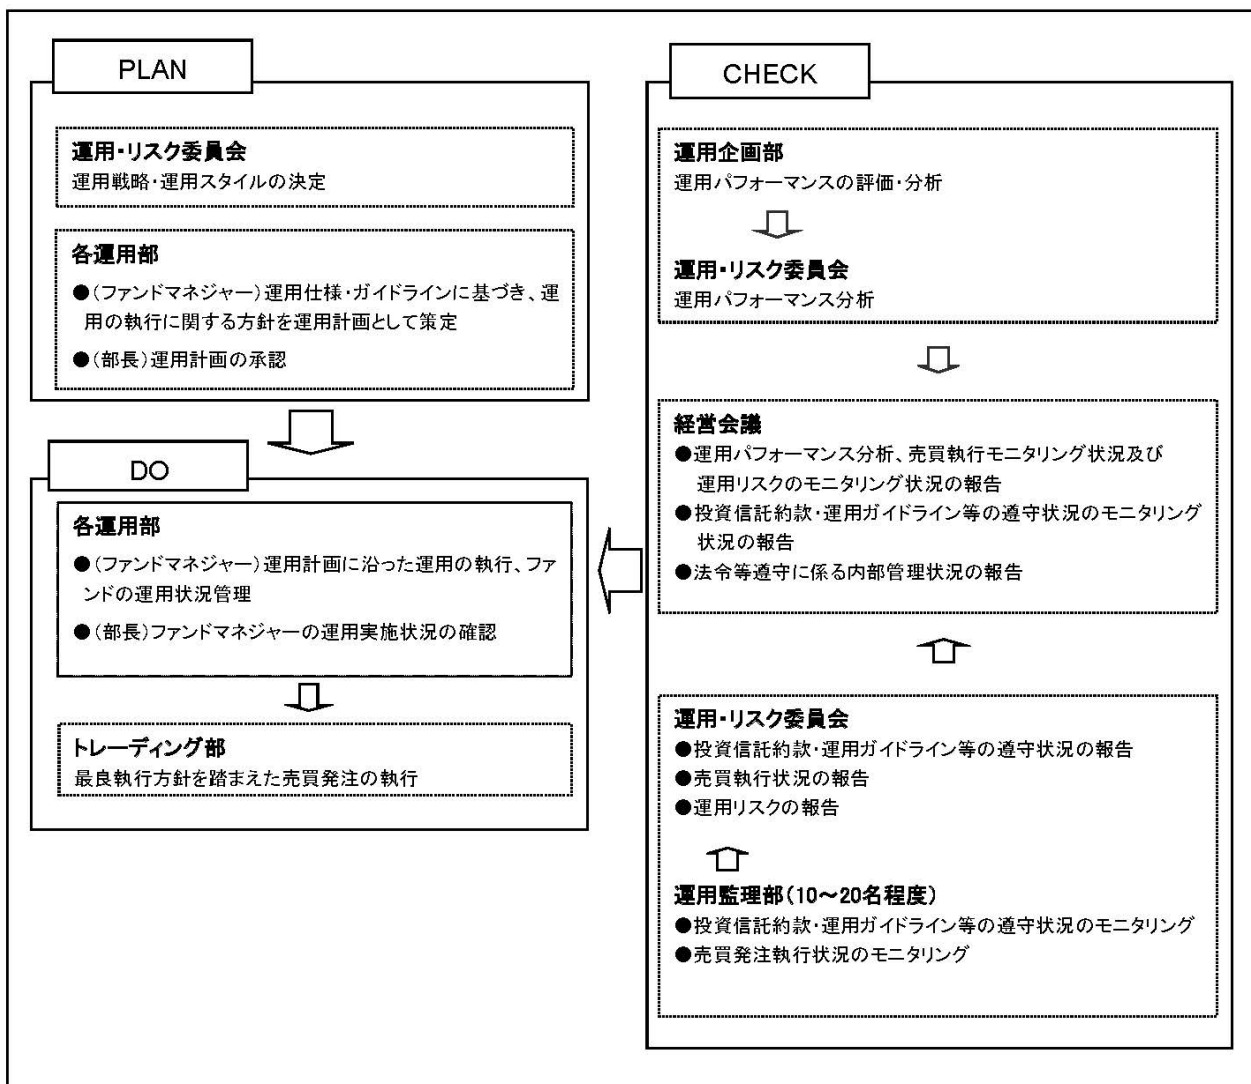 PLAN
運用・リスク委員会
運用戦略・運用スタイルの決定
各運用部
●(ファンドマネジャー)運用仕様・ガイドラインに基づき、運
用の執行に関する方針を運用計画として策定
●(部長)運用計画の承認
DO
各運用部
●(ファンドマネジャー)運用計画に沿った運用の執行、ファ
ンドの運用状況管理
●(部長)ファンドマネジャーの運用実施状況の確認
トレーディング部
最良執行方針を踏まえた売買発注の執行
CHECK
運用企画部
運用パフォーマンスの評価・分析
運用・リスク委員会
運用パフォーマンス分析
経営会議
●運用パフォーマンス分析、売買執行モニタリング状況及び
運用リスクのモニタリング状況の報告
●投資信託約款・運用ガイドライン等の遵守状況のモニタリング
状況の報告
●法令等遵守に係る内部管理状況の報告
運用・リスク委員会
●投資信託約款・運用ガイドライン等の遵守状況の報告
●売買執行状況の報告
●運用リスクの報告
運用監理部(10～20名程度)
●投資信託約款・運用ガイドライン等の遵守状況のモニタリング
●売買発注執行状況のモニタリング